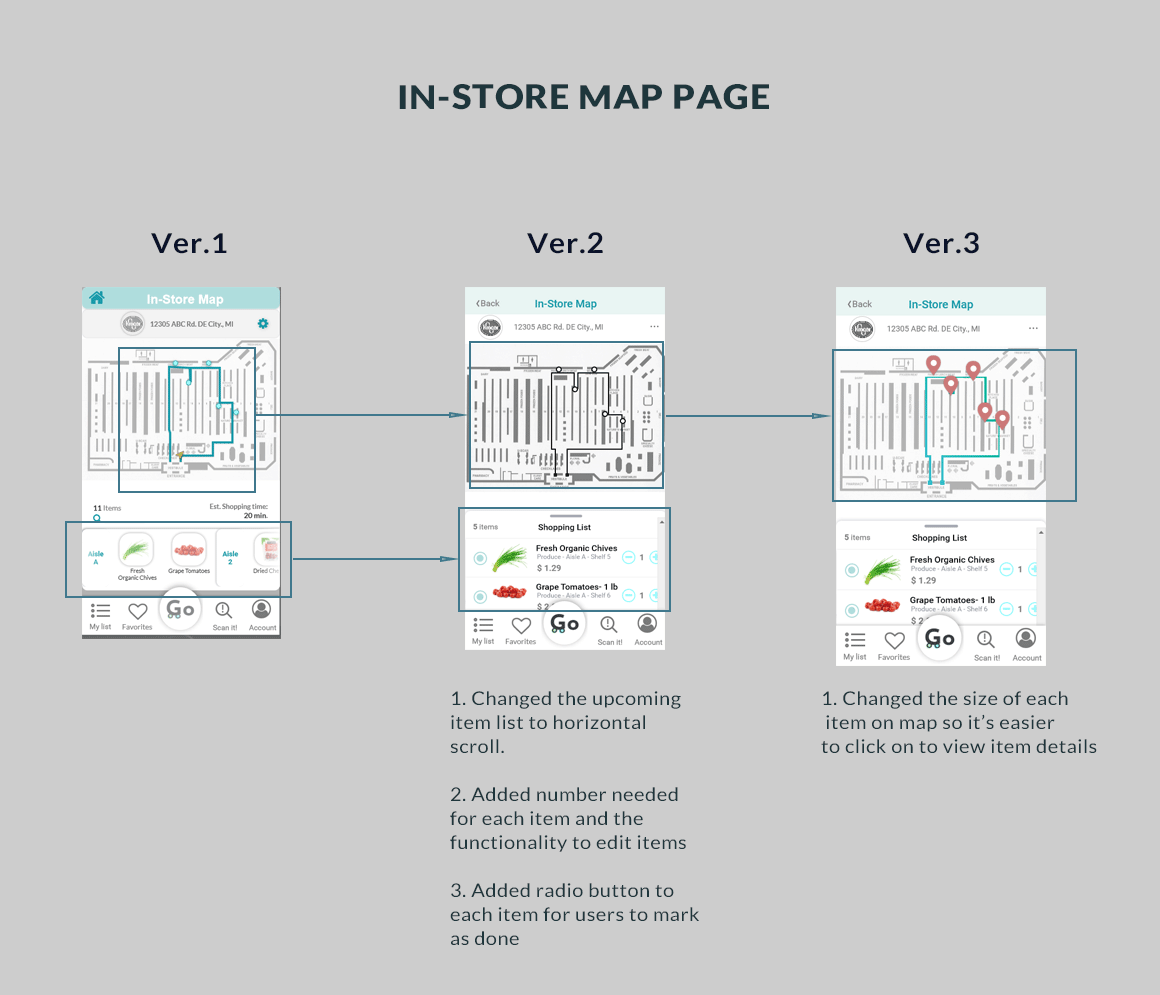 IN-STORE MAP PAGE
Ver.1
Ver.2
Ver.3
In-Store Map
12305 ABC Rd. DE City., MI
ENTRANCE
11 Items
Est. Shopping time:
20 min.
Aisle
A
Fresh
Organic Chives
Grape Tomatoes
Aisle
2
My list
Favorites
Go
Scan it!
Account
Back
In-Store Map
12305 ABC Rd. DE City., MI
ENTRANCE
5 items
Shopping List
Fresh Organic Chives
Produce - Aisle A - Shelf 5
$ 1.29
1
Grape Tomatoes- 1 lb
Produce - Aisle A - Shelf 6
1
My list
Favorites
Go
Scan it!
Account
Back
In-Store Map
12305 ABC Rd. DE City., MI
ENTRANCE
5 items
Shopping List
Fresh Organic Chives
Produce - Aisle A - Shelf 5
$ 1.29
1
Grape Tomatoes- 1 lb
Produce - Aisle A - Shelf 6
1
My list
Favorites
Go
Scan it!
Account
1. Changed the upcoming
item list to horizontal
scroll.
2. Added number needed
for each item and the
functionality to edit items
3. Added radio button to
each item for users to mark
as done
1. Changed the size of each
item on map so it's easier
to click on to view item details